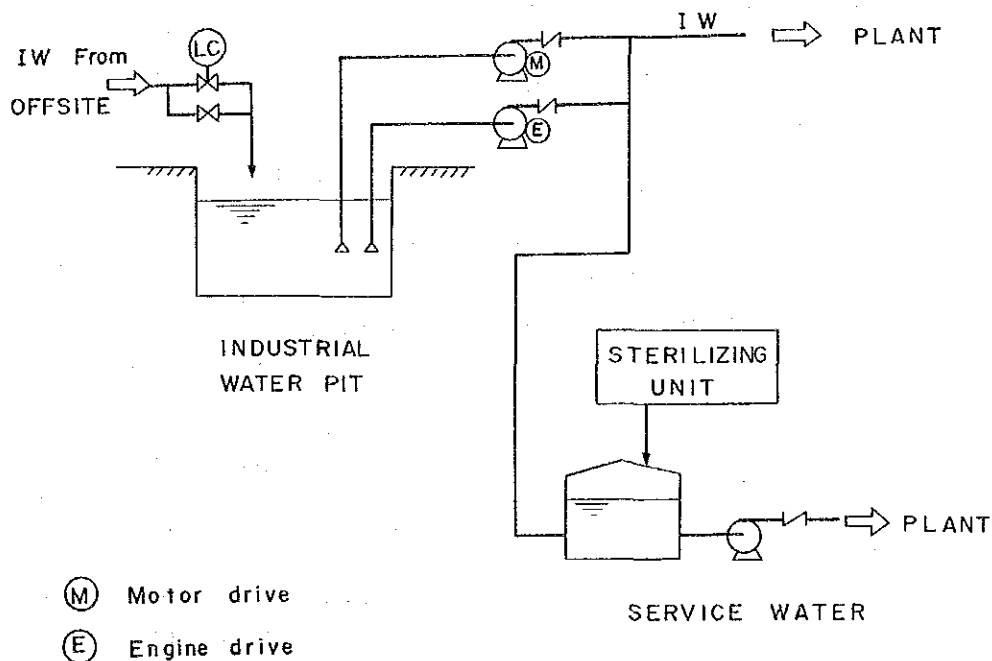 IW From
OFFSITE
LC
M
E
IW
PLANT
INDUSTRIAL
WATER PIT
STERILIZING
UNIT
PLANT
SERVICE WATER
M Motor drive
E Engine drive